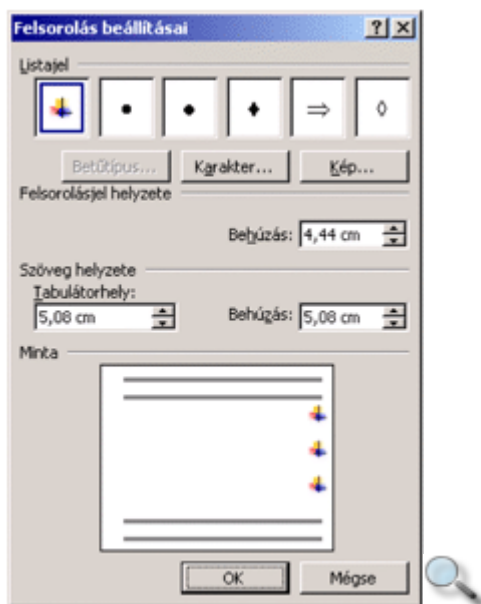 Felsorolás beállításai
Listajel
Betűtípus... Karakter... Kép...
Felsorolásjel helyzete
Behúzás: 4,44 cm
Szöveg helyzete
Tabulátorhely:
5,08 cm Behúzás: 5,08 cm
Minta
OK Mégse